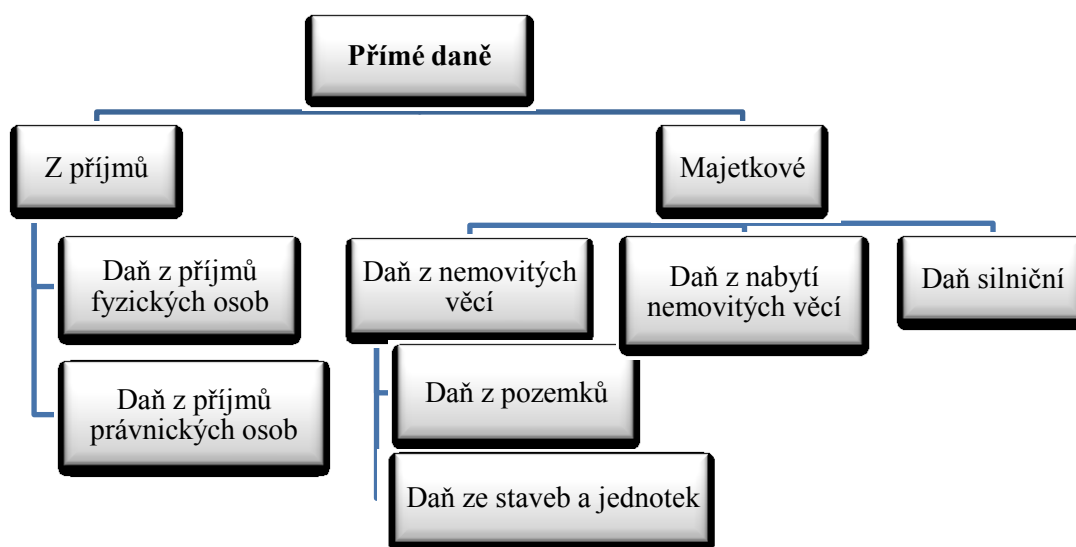 Přímé daně
Z příjmů
Majetkové
Daň z příjmů
fyzických osob
Daň z příjmů
právnických osob
Daň z nemovitých
věcí
Daň z pozemků
Daň ze staveb a jednotek
Daň z nabytí
nemovitých věcí
Daň silniční